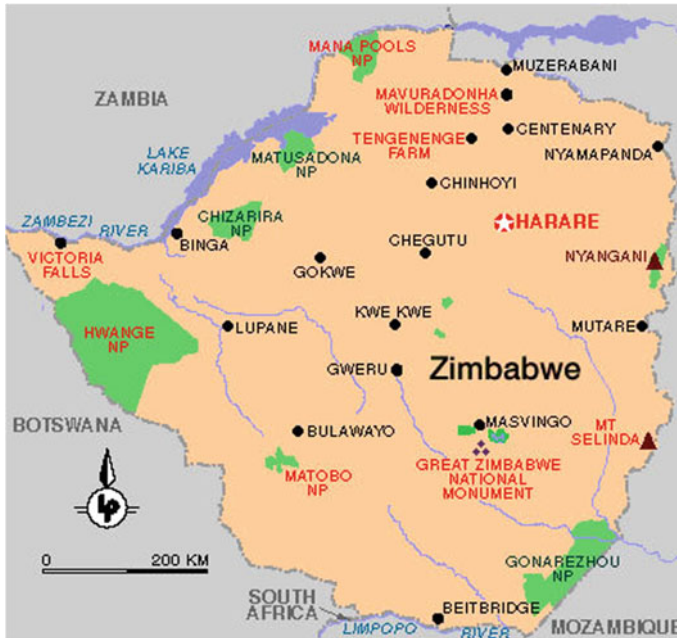 MANA POOLS
NP
MUZERABANI
ZAMBIA
MAVURADONHA
WILDERNESS
CENTENARY
TENGENENGE
FARM
NYAMAPANDA
LAKE
KARIBA
MATUSADONA
NP
CHINHOYI
CHIZARIRA
NP
HARARE
ZAMBEZI
RIVER
BINGA
VICTORIA
FALLS
CHEGUTU
NYANGANI
GOKWE
HWANGE
NP
LUPANE
KWE KWE
MUTARE
GWERU
Zimbabwe
BOTSWANA
BULAWAYO
MASVINGO
MT
SELINDA
MATOBO
NP
GREAT ZIMBABWE
NATIONAL
MONUMENT
lp
0 200 KM
GONAREZHOU
NP
SOUTH
AFRICA
BEITBRIDGE
LIMPOPO RIVER
MOZAMBIQUE